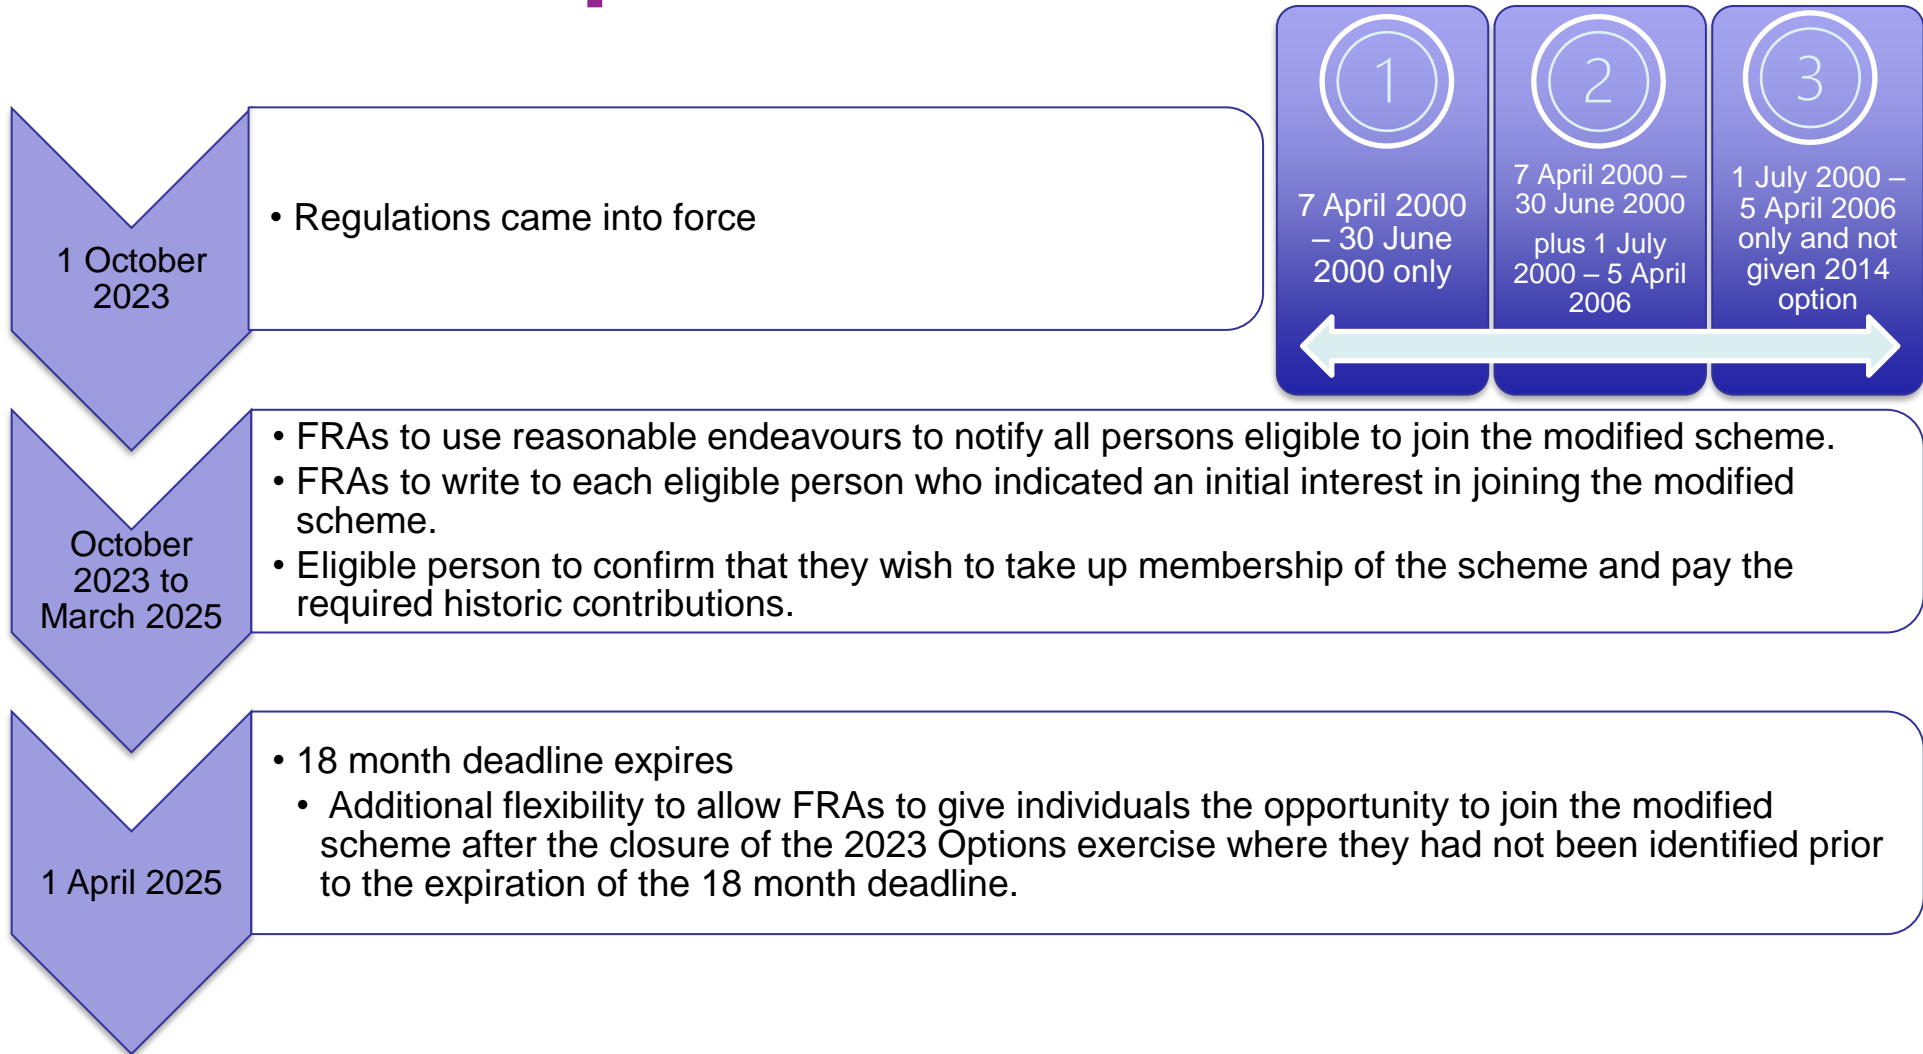 1
2
3
7 April 2000
– 30 June
2000 only
7 April 2000 –
30 June 2000
plus 1 July
2000 – 5 April
2006
1 July 2000 –
5 April 2006
only and not
given 2014
option
1 October
2023
• Regulations came into force
October
2023 to
March 2025
• FRAs to use reasonable endeavours to notify all persons eligible to join the modified scheme.
• FRAs to write to each eligible person who indicated an initial interest in joining the modified
scheme.
• Eligible person to confirm that they wish to take up membership of the scheme and pay the
required historic contributions.
1 April 2025
• 18 month deadline expires
• Additional flexibility to allow FRAs to give individuals the opportunity to join the modified
scheme after the closure of the 2023 Options exercise where they had not been identified prior
to the expiration of the 18 month deadline.